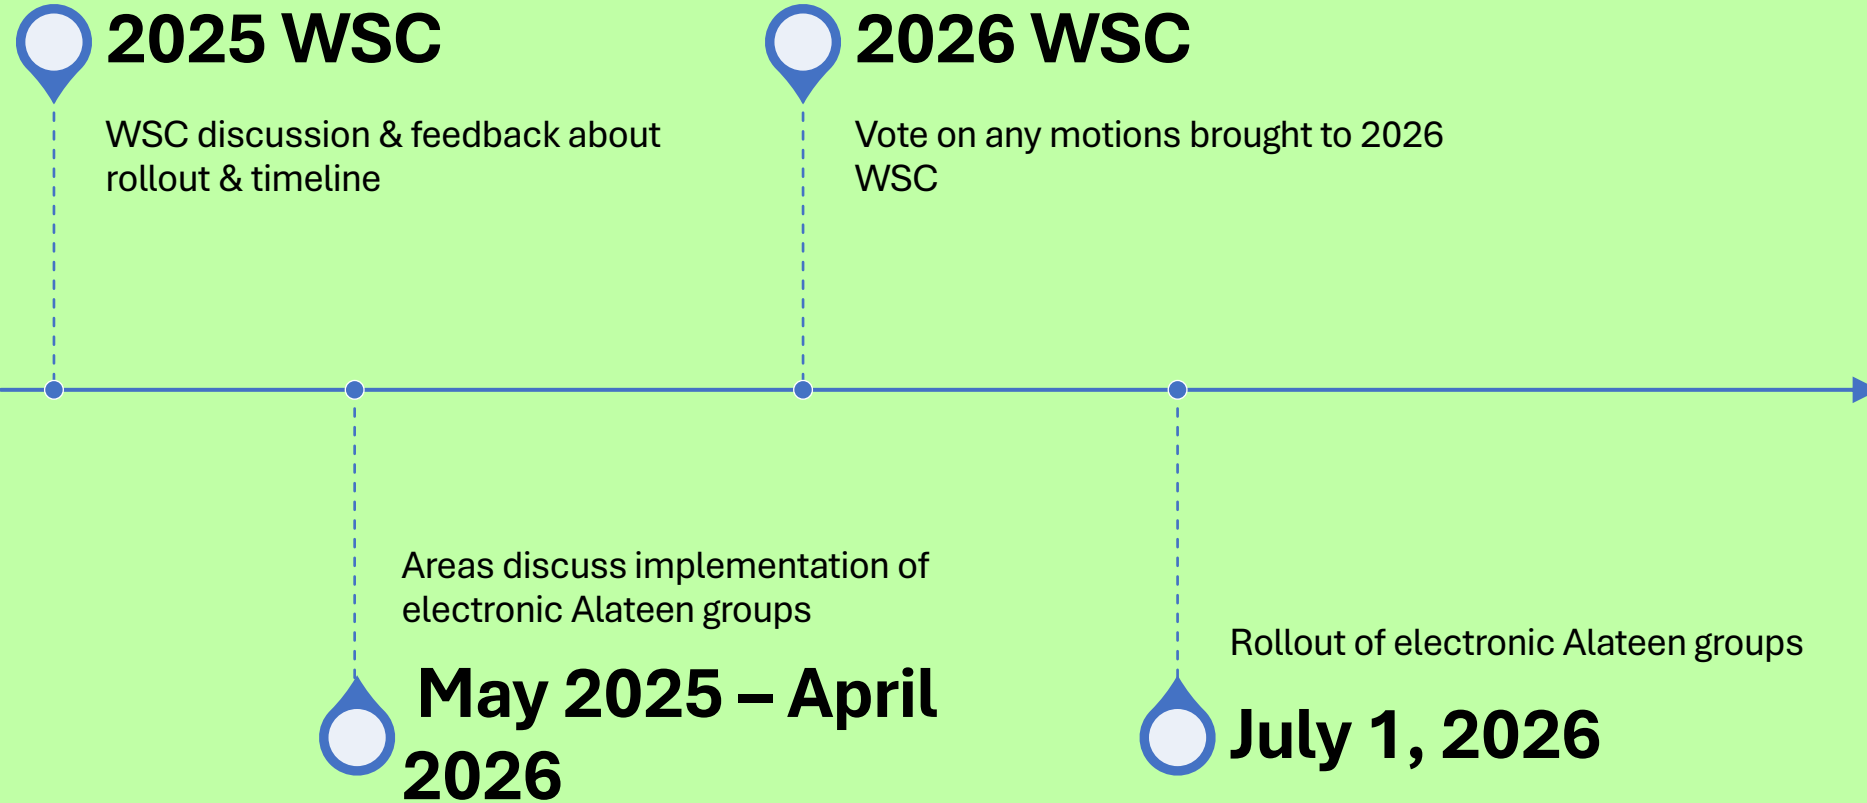 2025 WSC
WSC discussion & feedback about
rollout & timeline
2026 WSC
Vote on any motions brought to 2026
WSC
Areas discuss implementation of
electronic Alateen groups
May 2025 – April
2026
Rollout of electronic Alateen groups
July 1, 2026